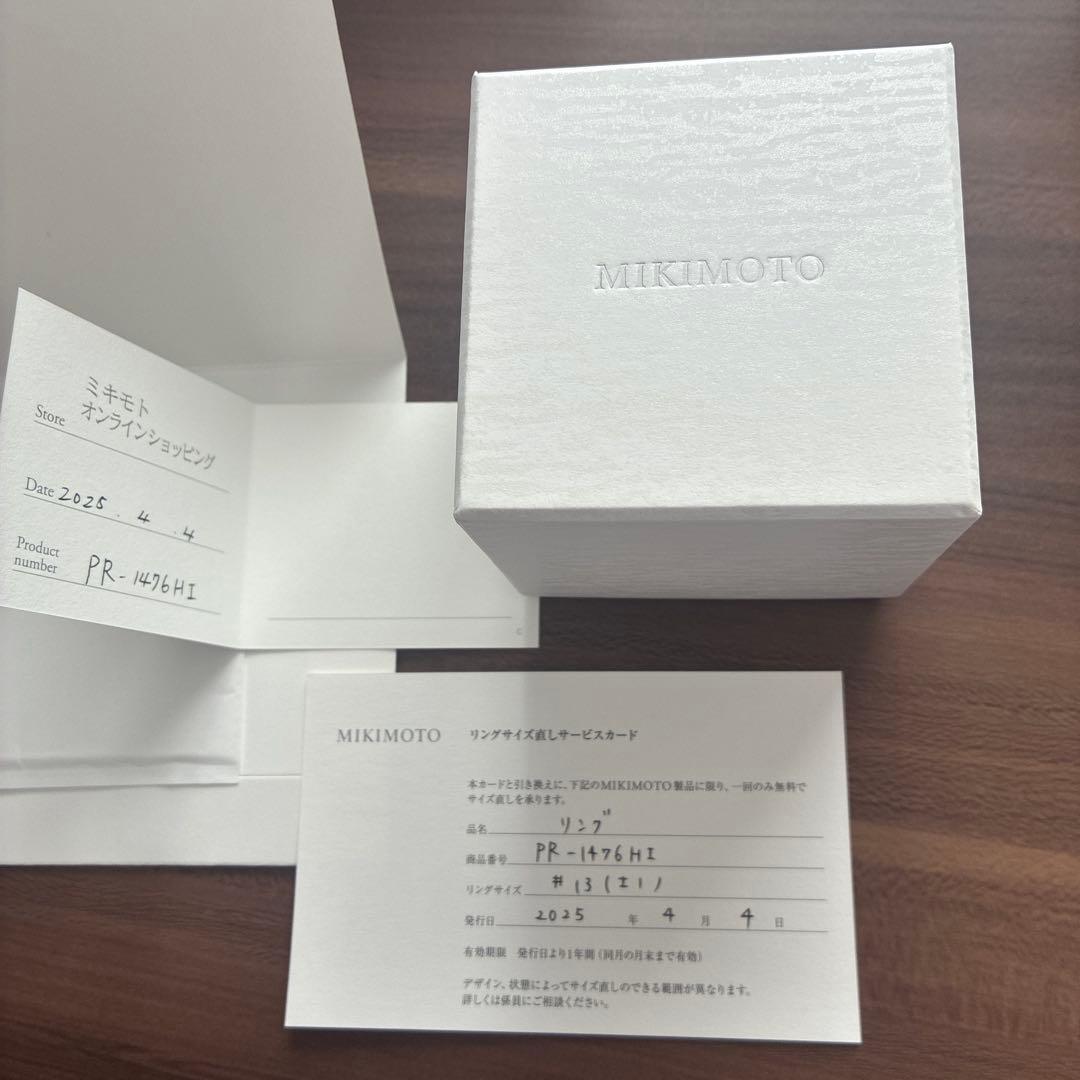 MIKIMOTO
ミキモト
Store オンラインショッピング
Date 2025.4.4
Product
number PR-1476HI
c
MIKIMOTO リングサイズ直しサービスカード
本カードと引き換えに、下記のMIKIMOTO製品に限り、一回のみ無料で
サイズ直しを承ります。
品名 リング
商品番号 PR-1476HI
リングサイズ #13(±1)
発行日 2025 年 4 月 4 日
有効期限 発行日より1年間(同月の月末まで有効)
デザイン、状態によってサイズ直しのできる範囲が異なります。
詳しくは係員にご相談ください。